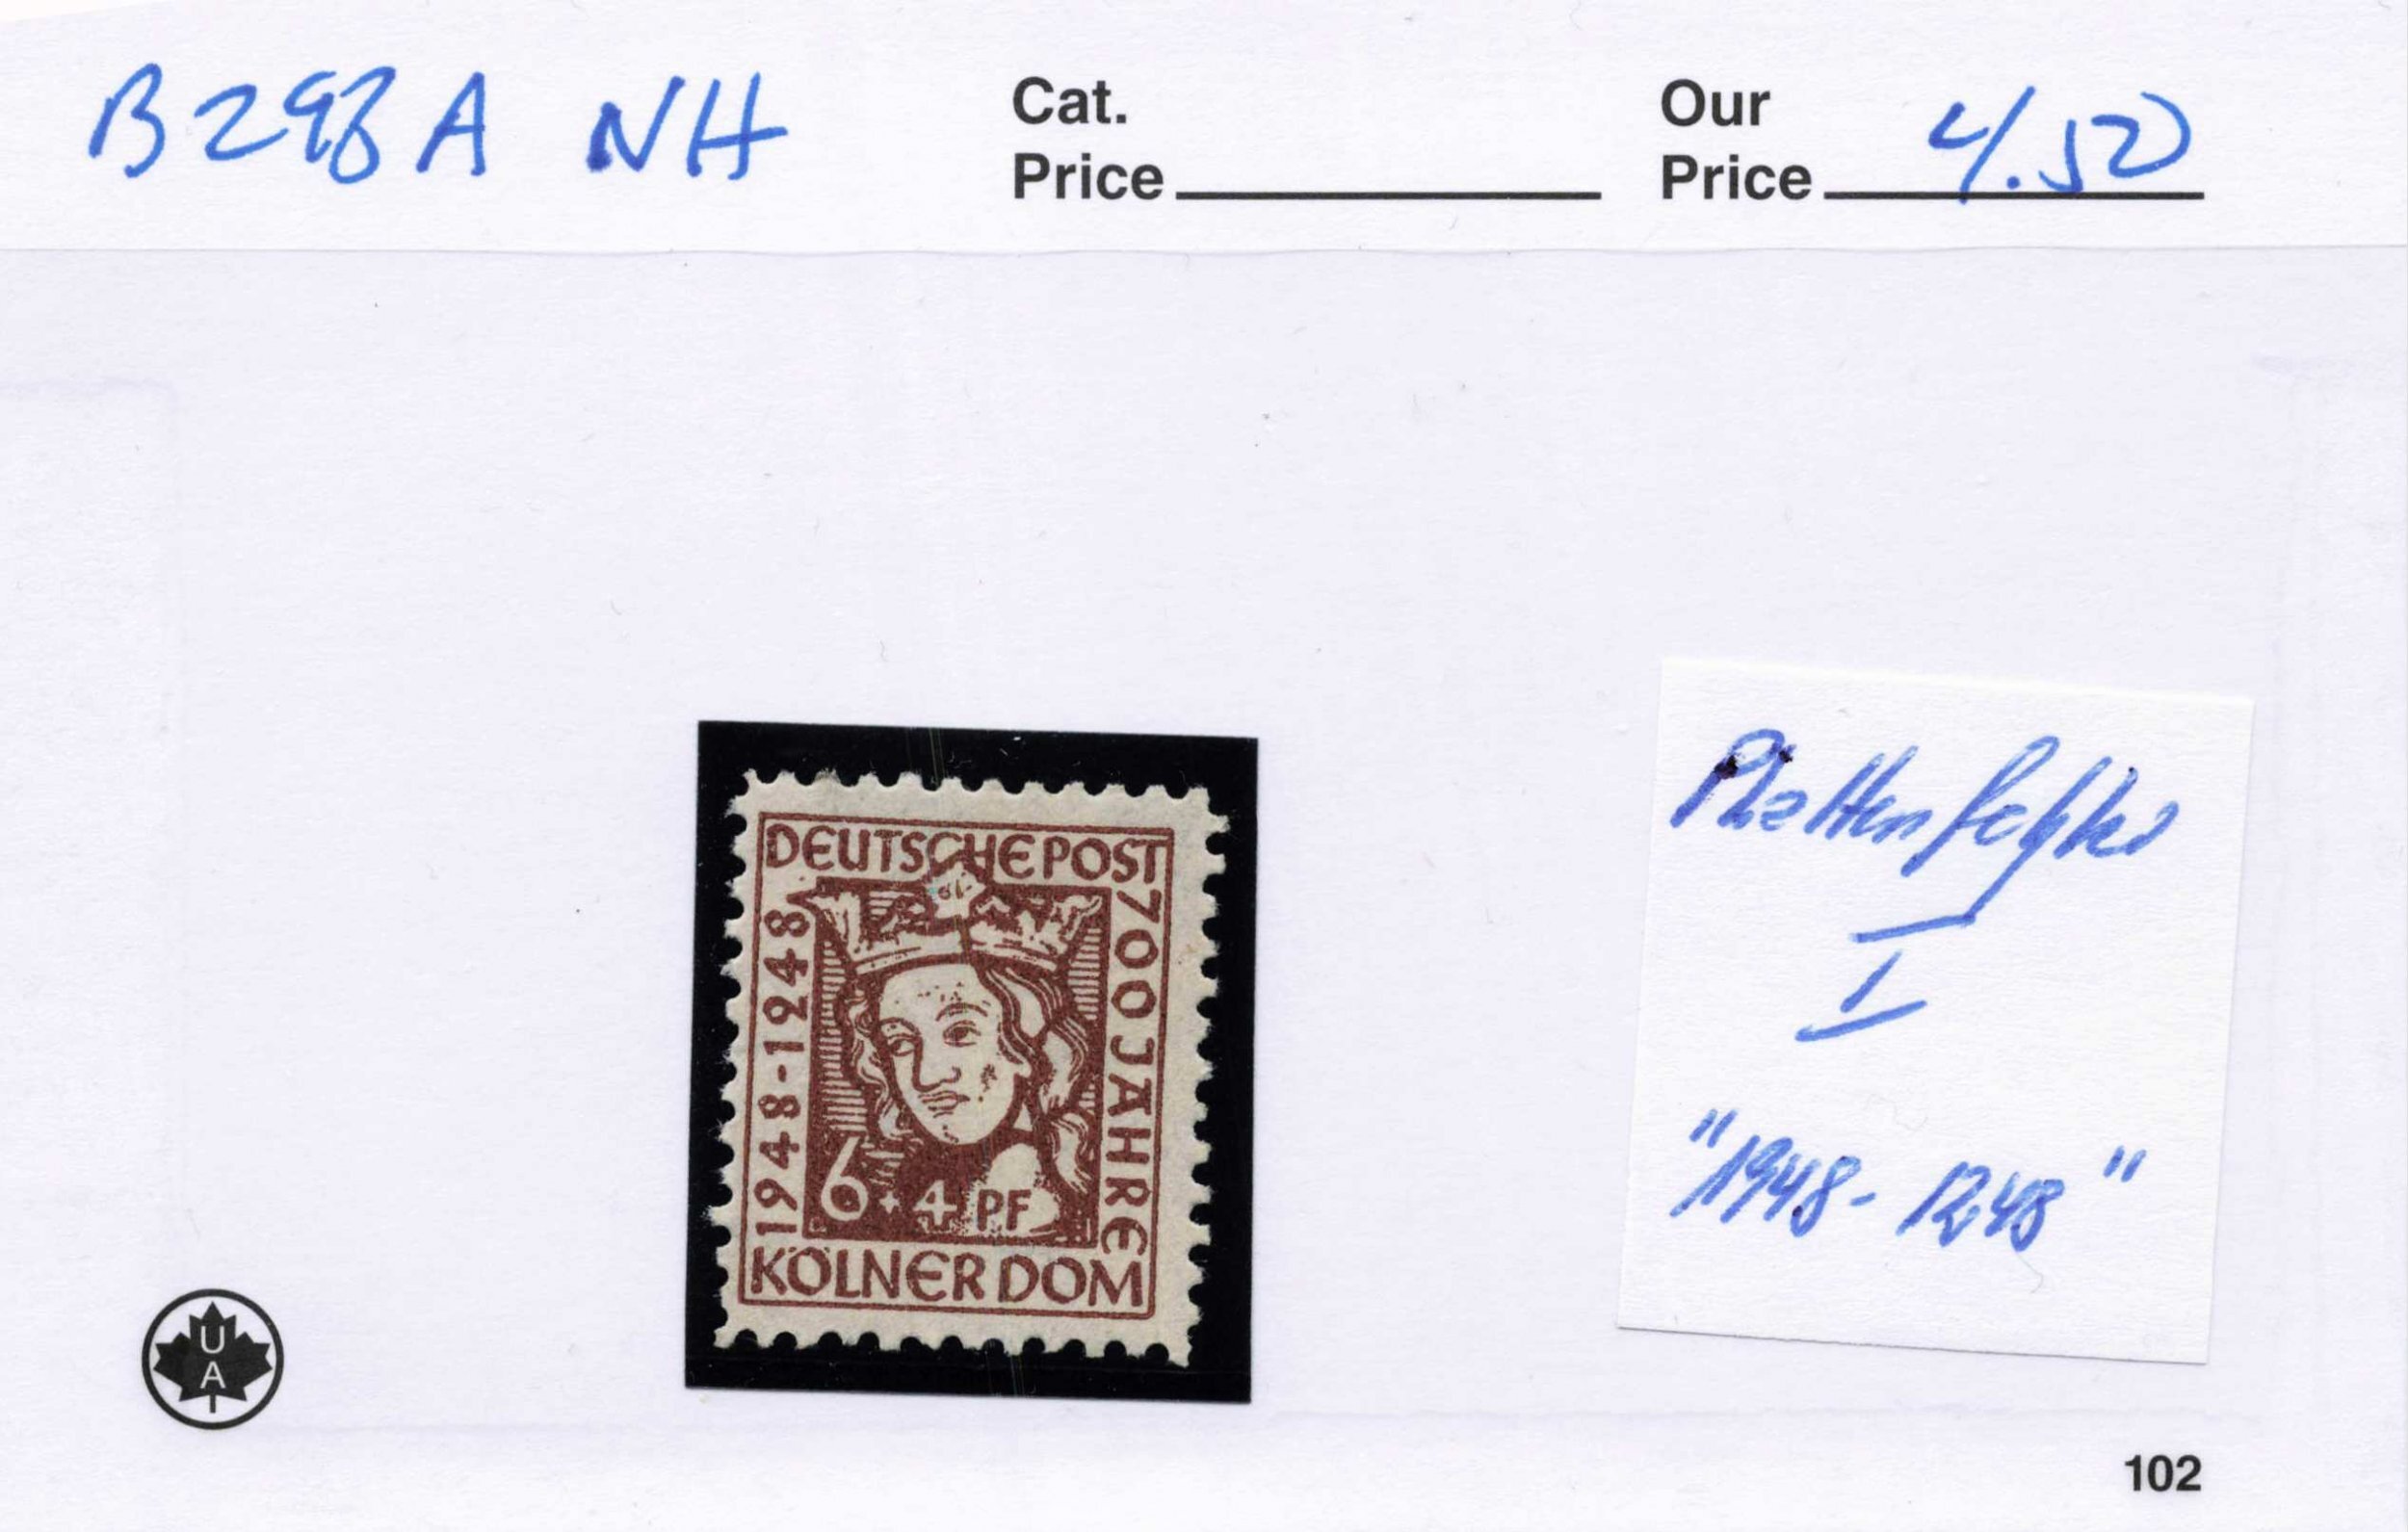 B298A NH
Cat.
Price
Our
Price 4.50
DEUTSCHE POST
1948-1248
700 JAHRE
6+4 PF
KÖLNER DOM
Plattenfehler
I
"1948-1248"
U
A
102